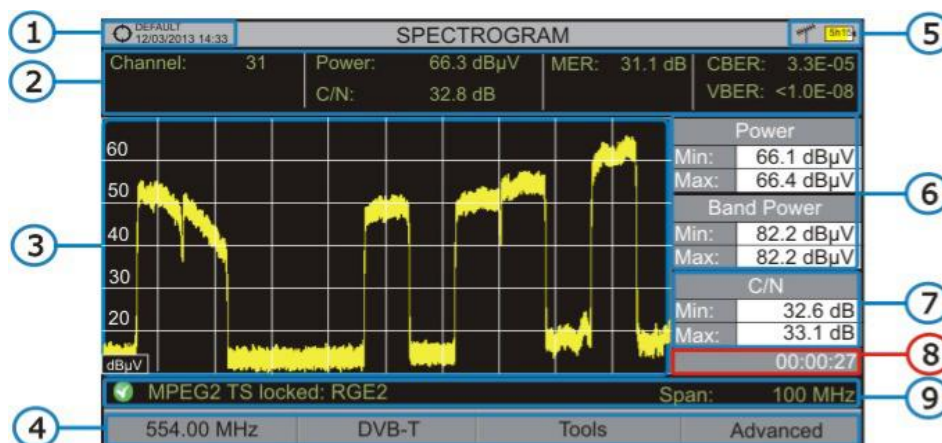 1
DEFAULT
12/03/2013 14:33
SPECTROGRAM
5
2
Channel: 31
Power: 66.3 dBµV
MER: 31.1 dB
CBER: 3.3E-05
C/N: 32.8 dB
VBER: <1.0E-08
3
60
50
40
30
20
dBµV
Power
Min: 66.1 dBµV
Max: 66.4 dBµV
6
Band Power
Min: 82.2 dBµV
Max: 82.2 dBµV
C/N
7
Min: 32.6 dB
Max: 33.1 dB
8
00:00:27
MPEG2 TS locked: RGE2
Span: 100 MHz
9
4
554.00 MHz
DVB-T
Tools
Advanced